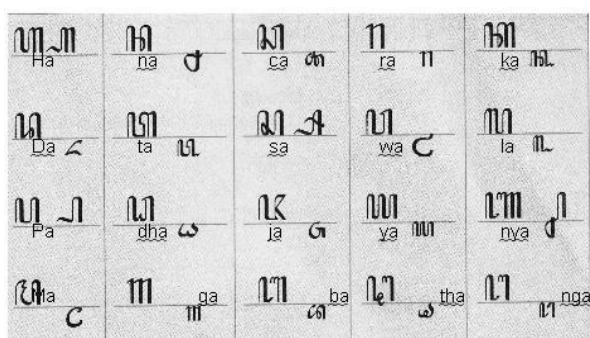 ꦲ ꧀ꦲ ꦤ ꧀ꦤ ꦕ ꧀ꦕ ꦫ ꧀ꦫ ꦏ ꧀ꦏ
Ha na ca ra ka
ꦢ ꧀ꦢ ꦠ ꧀ꦠ ꦱ ꧀ꦱ ꦮ ꧀ꦮ ꦭ ꧀ꦭ
Da ta sa wa la
ꦥ ꧀ꦥ ꦝ ꧀ꦝ ꦗ ꧀ꦗ ꦪ ꧀ꦪ ꦚ ꧀ꦚ
Pa dha ja ya nya
ꦩ ꧀ꦩ ꦒ ꧀ꦒ ꦧ ꧀ꦧ ꦛ ꧀ꦛ ꦔ ꧀ꦔ
Ma ga ba tha nga